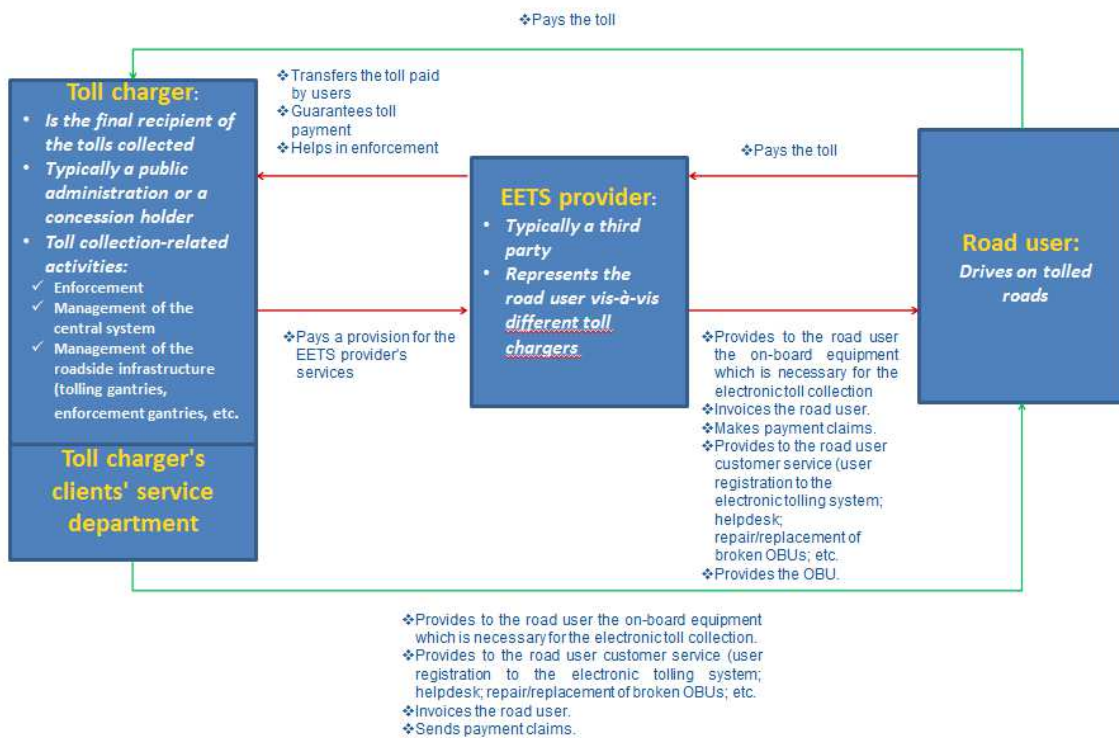 ❖Pays the toll
Toll charger:
• Is the final recipient of
the tolls collected
• Typically a public
administration or a
concession holder
• Toll collection-related
activities:
✓ Enforcement
✓ Management of the
central system
✓ Management of the
roadside infrastructure
(tolling gantries,
enforcement gantries, etc.
Toll charger's
clients' service
department
❖Transfers the toll paid
by users
❖Guarantees toll
payment
❖Helps in enforcement
❖Pays a provision for the
EETS provider's
services
EETS provider:
• Typically a third
party
• Represents the
road user vis-à-vis
different toll
chargers
❖Pays the toll
❖Provides to the road user
the on-board equipment
which is necessary for the
electronic toll collection
❖Invoices the road user.
❖Makes payment claims.
❖Provides to the road user
customer service (user
registration to the
electronic tolling system;
helpdesk;
repair/replacement of
broken OBUs; etc.
❖Provides the OBU.
Road user:
Drives on tolled
roads
❖Provides to the road user the on-board equipment
which is necessary for the electronic toll collection.
❖Provides to the road user customer service (user
registration to the electronic tolling system;
helpdesk; repair/replacement of broken OBUs; etc.
❖Invoices the road user.
❖Sends payment claims.